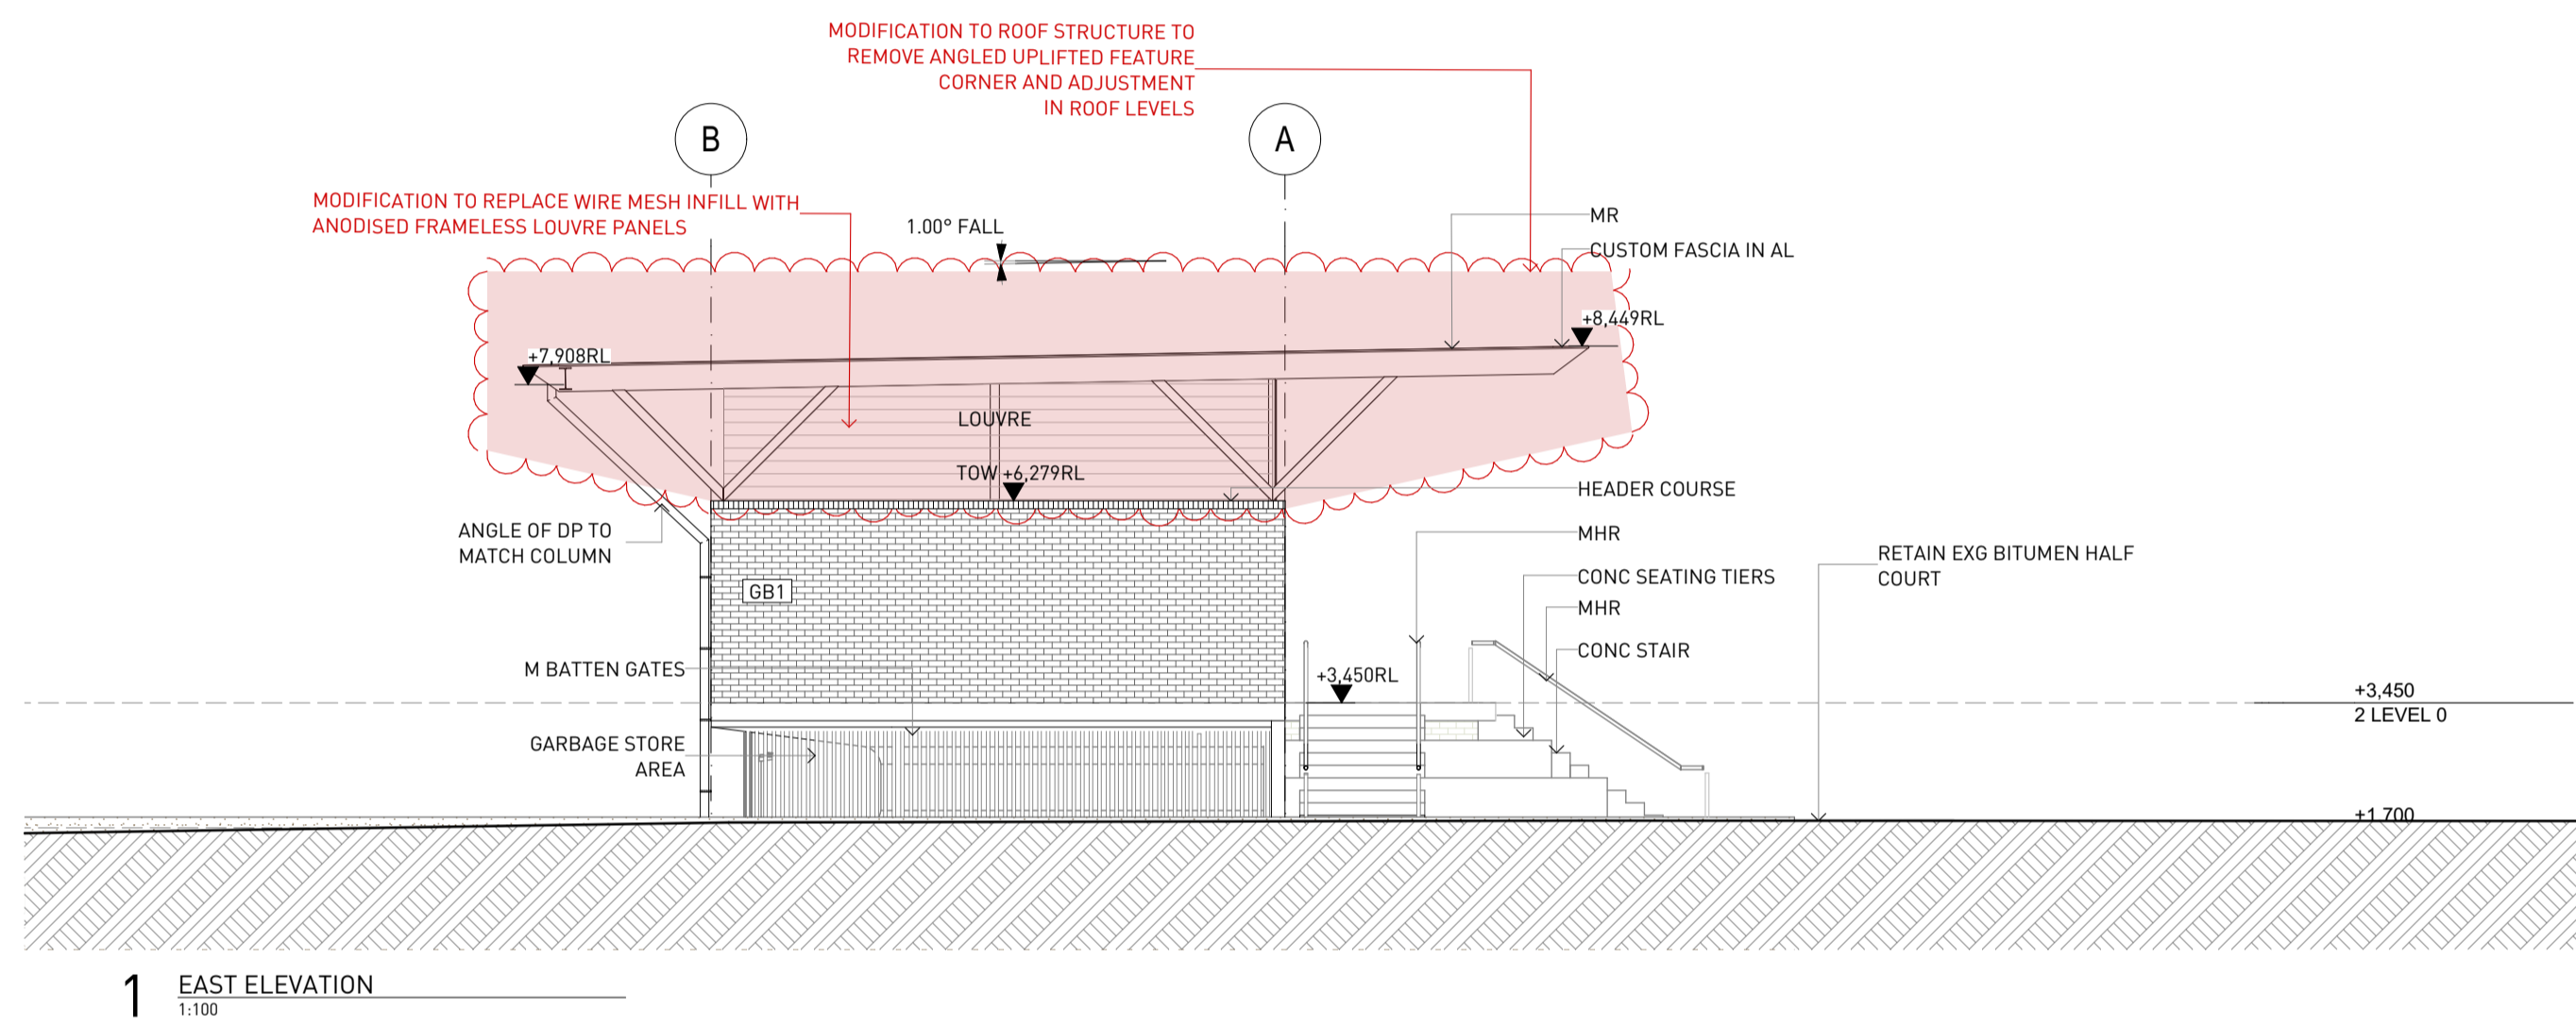 MODIFICATION TO ROOF STRUCTURE TO
REMOVE ANGLED UPLIFTED FEATURE
CORNER AND ADJUSTMENT
IN ROOF LEVELS
B
A
MODIFICATION TO REPLACE WIRE MESH INFILL WITH
ANODISED FRAMELESS LOUVRE PANELS
1.00° FALL
MR
CUSTOM FASCIA IN AL
+8,449RL
+7,908RL
LOUVRE
TOW +6,279RL
HEADER COURSE
ANGLE OF DP TO
MATCH COLUMN
MHR
RETAIN EXG BITUMEN HALF
COURT
CONC SEATING TIERS
GB1
MHR
CONC STAIR
M BATTEN GATES
+3,450RL
+3,450
2 LEVEL 0
GARBAGE STORE
AREA
+1,700
1
EAST ELEVATION
1:100